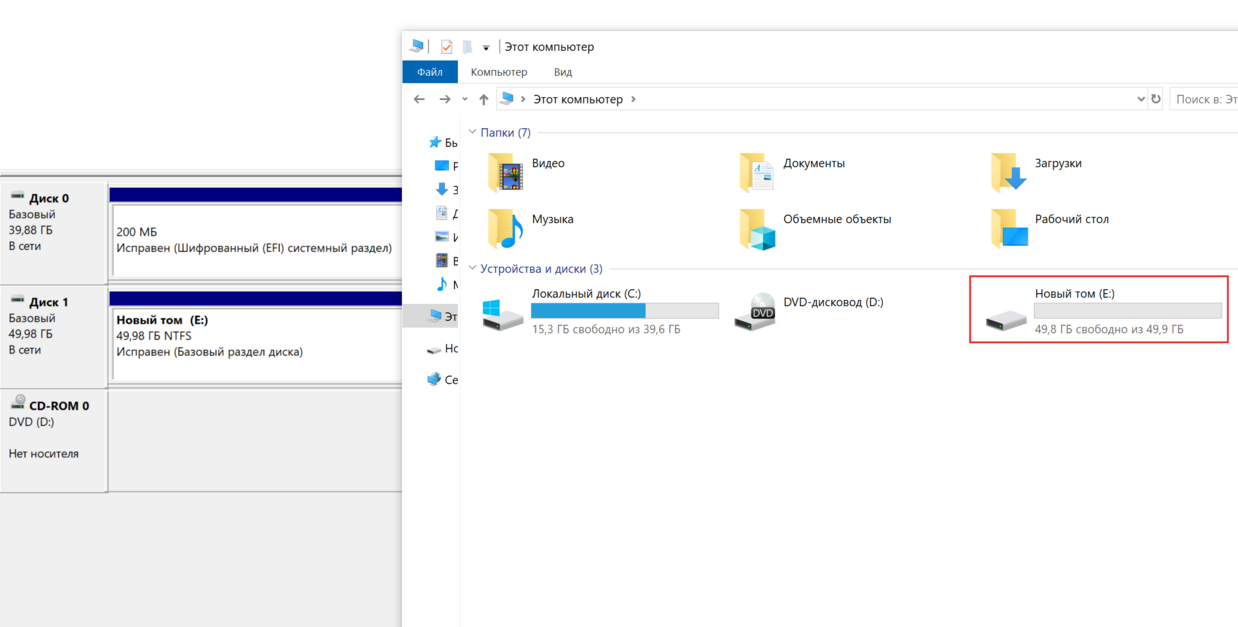 Этот компьютер
Файл
Компьютер
Вид
Этот компьютер
Поиск в: Эт
Бы
Папки (7)
Видео
Документы
Загрузки
Музыка
Объемные объекты
Рабочий стол
Устройства и диски (3)
Локальный диск (C:)
15,3 ГБ свободно из 39,6 ГБ
DVD-дисковод (D:)
DVD
Новый том (E:)
49,8 ГБ свободно из 49,9 ГБ
Эт
Но
Се
Диск 0
Базовый
39,88 ГБ
В сети
200 МБ
Исправен (Шифрованный (EFI) системный раздел)
Диск 1
Базовый
49,98 ГБ
В сети
Новый том (E:)
49,98 ГБ NTFS
Исправен (Базовый раздел диска)
CD-ROM 0
DVD (D:)
Нет носителя